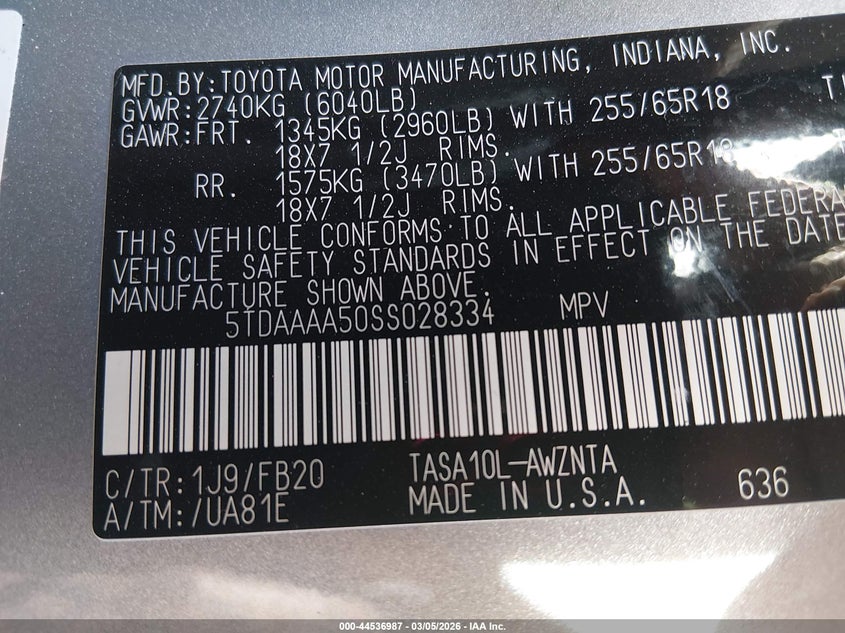 MFD.BY:TOYOTA MOTOR MANUFACTURING, INDIANA, INC.
GVWR:2740KG (6040LB)
GAWR:FRT. 1345KG (2960LB) WITH 255/65R18
18X7 1/2J RIMS.
RR. 1575KG (3470LB) WITH 255/65R18
18X7 1/2J RIMS.
THIS VEHICLE CONFORMS TO ALL APPLICABLE
VEHICLE SAFETY STANDARDS IN EFFECT ON THE DATE
MANUFACTURE SHOWN ABOVE.
5TDAAAA50SS028334 MPV
C/TR:1J9/FB20 TASA10L-AWZNTA
A/TM:/UA81E MADE IN U.S.A. 636
000-44536987 - 03/05/2026 - IAA Inc.